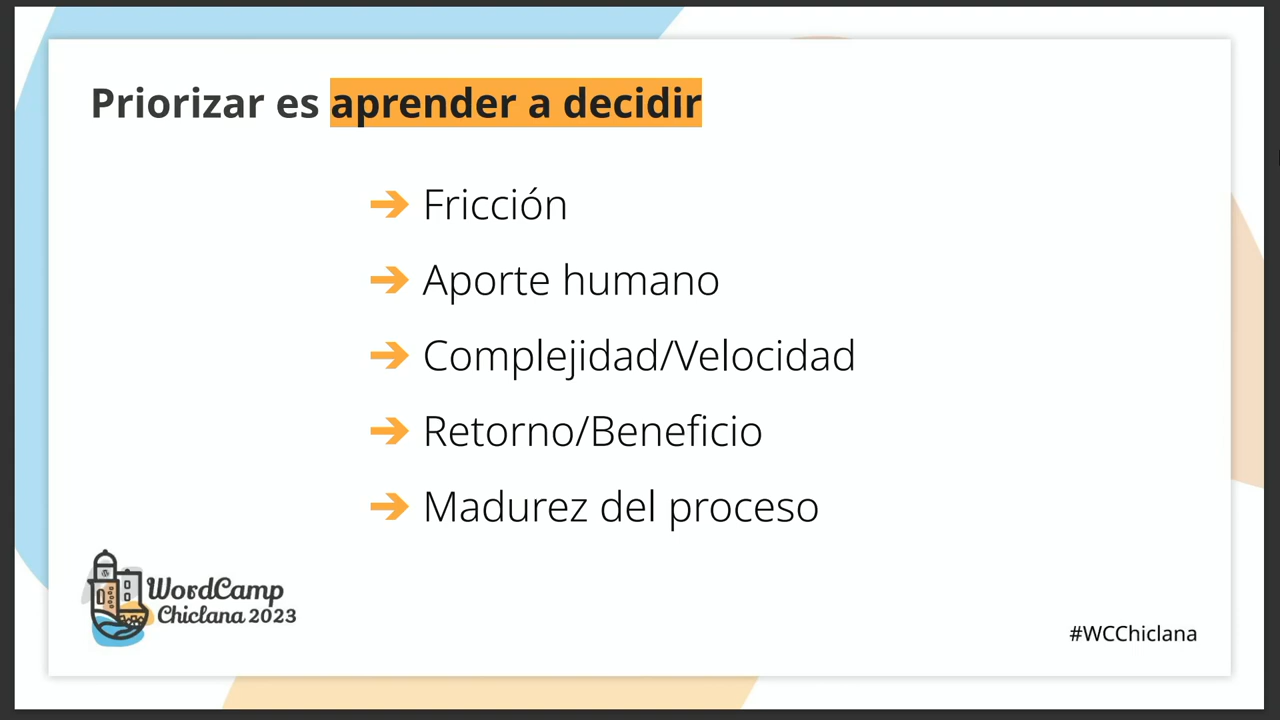 Priorizar es aprender a decidir
➔ Fricción
➔ Aporte humano
➔ Complejidad/Velocidad
➔ Retorno/Beneficio
➔ Madurez del proceso
WordCamp
Chiclana 2023
#WCChiclana